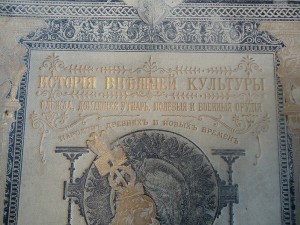 ИСТОРІЯ ВНѢШНЕЙ КУЛЬТУРЫ
ОДЕЖДА, ДОМАШНЯЯ УТВАРЬ, ПОЛЕВЫЯ И ВОЕННЫЯ ОРУДІЯ
НАРОДОВЪ ДРЕВНИХЪ И НОВЫХЪ ВРЕМЕНЪ